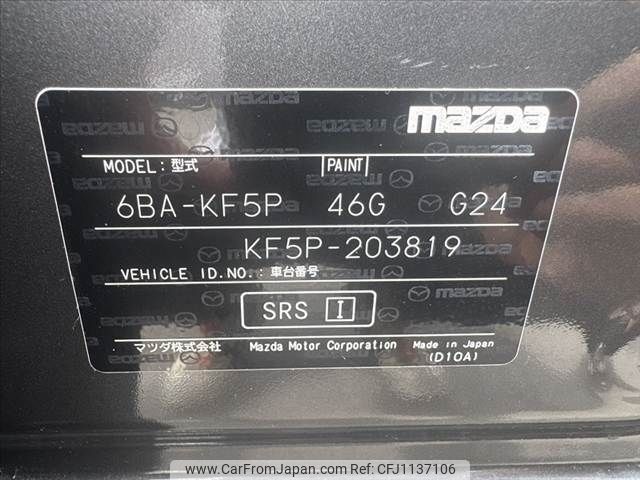 mazDa
MODEL : 型式 PAINT
6BA-KF5P 46G G24
KF5P-203819
VEHICLE ID.NO. : 車台番号
SRS I
マツダ株式会社 Mazda Motor Corporation Made in Japan
(D10A)
www.CarFromJapan.com | Ref No. CFJ1137106